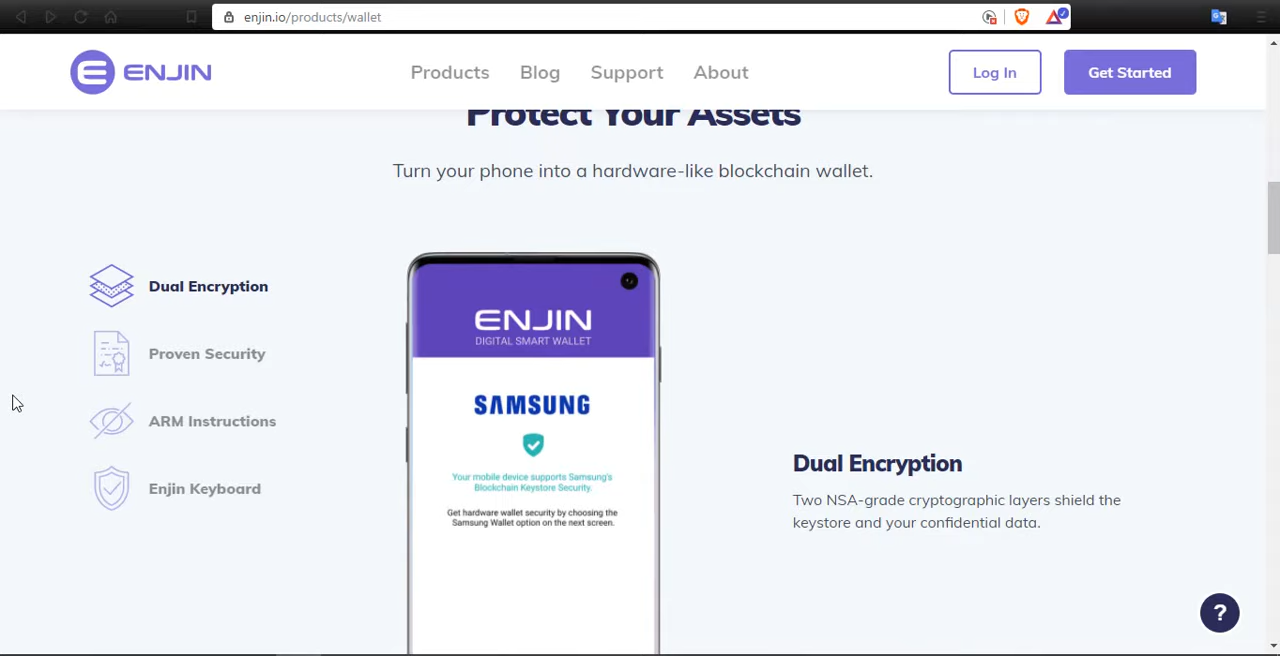 enjin.io/products/wallet
ENJIN
Products
Blog
Support
About
Log In
Get Started
Protect Your Assets
Turn your phone into a hardware-like blockchain wallet.
Dual Encryption
Proven Security
ARM Instructions
Enjin Keyboard
ENJIN
DIGITAL SMART WALLET
SAMSUNG
Your mobile device supports Samsung's
Blockchain Keystore Security.
Get hardware wallet security by choosing the
Samsung Wallet option on the next screen.
Dual Encryption
Two NSA-grade cryptographic layers shield the
keystore and your confidential data.
?